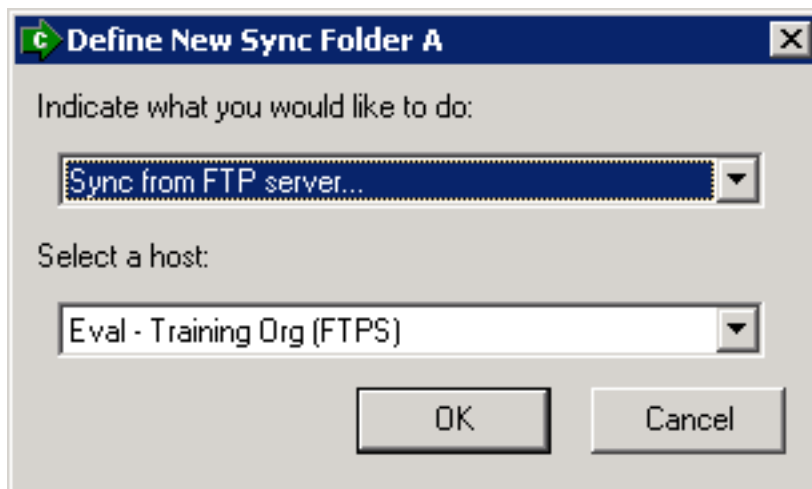 C Define New Sync Folder A
Indicate what you would like to do:
Sync from FTP server...
Select a host:
Eval - Training Org (FTPS)
OK Cancel